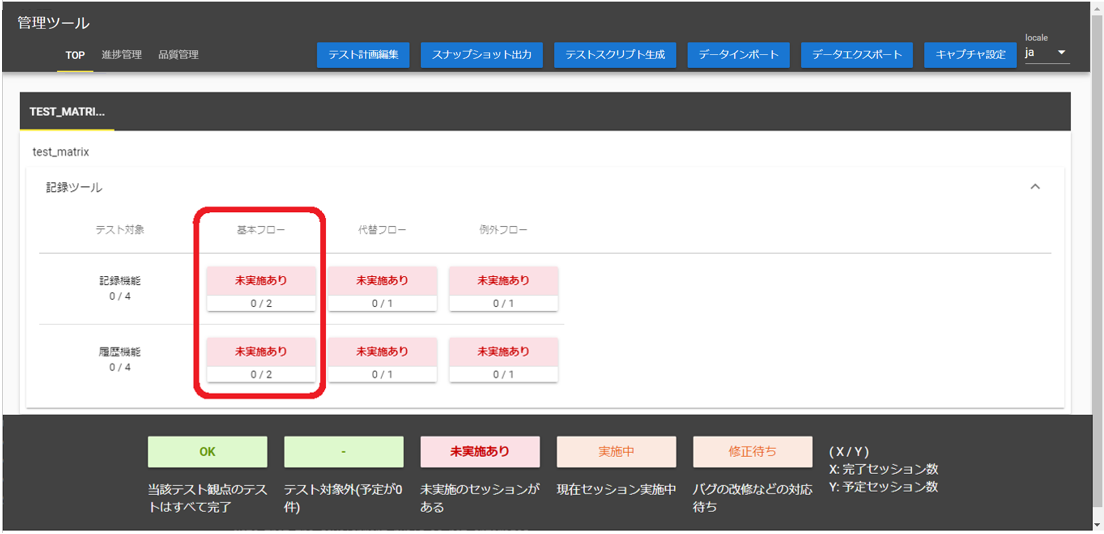 管理ツール
locale
TOP 進捗管理 品質管理 テスト計画編集 スナップショット出力 テストスクリプト生成 データインポート データエクスポート キャプチャ設定 ja
TEST_MATRI...
test_matrix
記録ツール
テスト対象 基本フロー 代替フロー 例外フロー
記録機能 未実施あり 未実施あり 未実施あり
0 / 4 0 / 2 0 / 1 0 / 1
履歴機能 未実施あり 未実施あり 未実施あり
0 / 4 0 / 2 0 / 1 0 / 1
OK - 未実施あり 実施中 修正待ち ( X / Y )
X: 完了セッション数
Y: 予定セッション数
当該テスト観点のテス
トはすべて完了
テスト対象外(予定が0
件)
未実施のセッションが
ある
現在セッション実施中
バグの改修などの対応
待ち